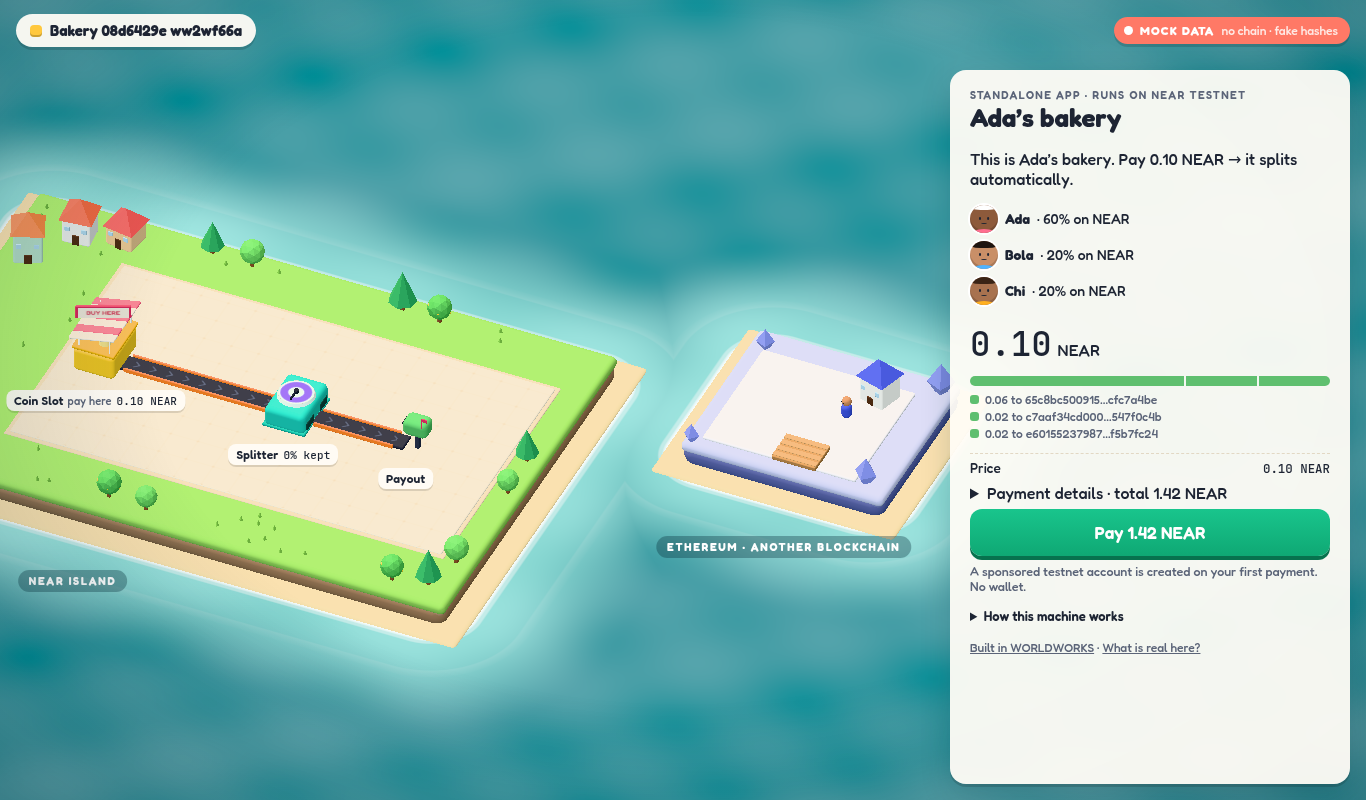 Bakery 08d6429e ww2wf66a
MOCK DATA no chain · fake hashes
STANDALONE APP · RUNS ON NEAR TESTNET
Ada's bakery
This is Ada's bakery. Pay 0.10 NEAR → it splits
automatically.
Ada · 60% on NEAR
Bola · 20% on NEAR
Chi · 20% on NEAR
0.10 NEAR
0.06 to 65c8bc500915...cfc7a4be
0.02 to c7aaf34cd000...547f0c4b
0.02 to e60155237987...f5b7fc24
Price 0.10 NEAR
Payment details · total 1.42 NEAR
Pay 1.42 NEAR
A sponsored testnet account is created on your first payment.
No wallet.
How this machine works
Built in WORLDWORKS · What is real here?
BUY HERE
Coin Slot pay here 0.10 NEAR
Splitter 0% kept
Payout
NEAR ISLAND
ETHEREUM · ANOTHER BLOCKCHAIN